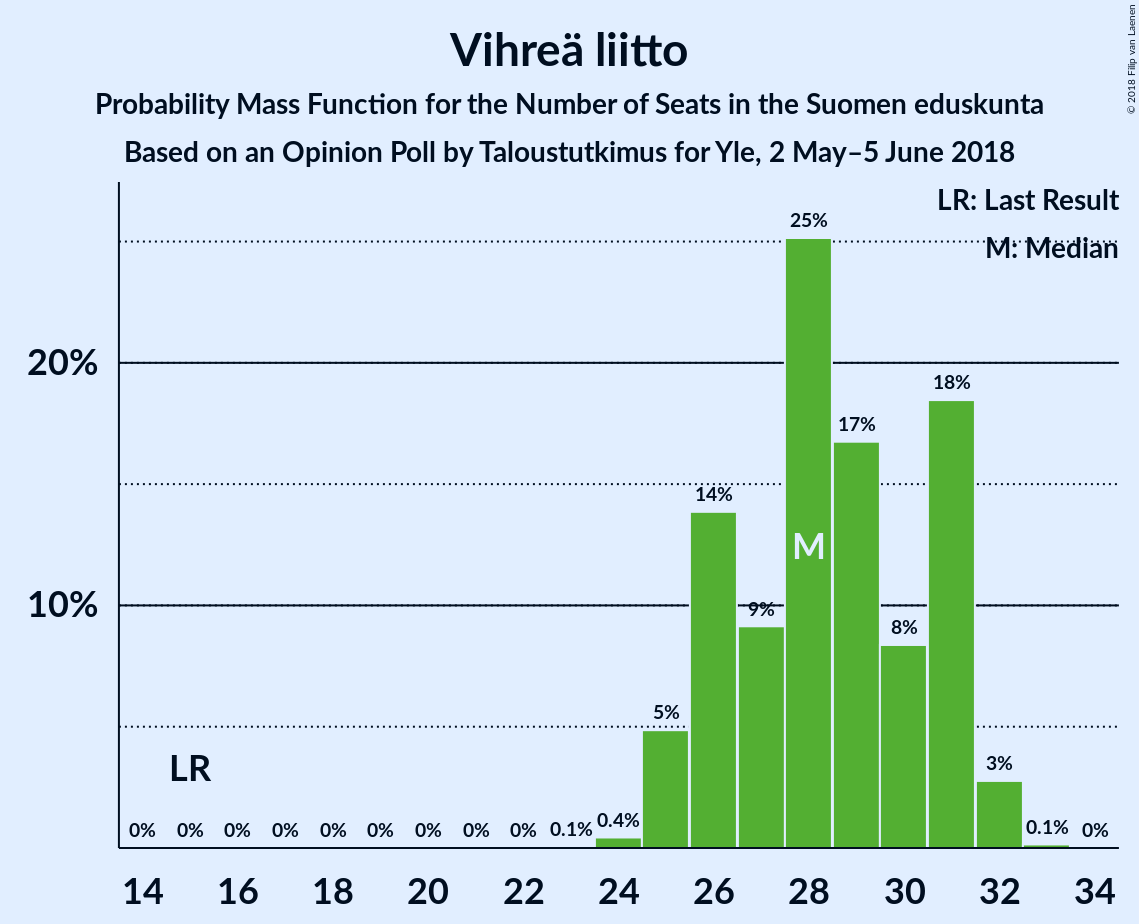 Vihreä liitto
Probability Mass Function for the Number of Seats in the Suomen eduskunta
Based on an Opinion Poll by Taloustutkimus for Yle, 2 May–5 June 2018
© 2018 Filip van Laenen
LR: Last Result
M: Median
25%
20%
18%
17%
14%
M
10%
9%
8%
5%
LR
3%
0% 0% 0% 0% 0% 0% 0% 0% 0% 0.1% 0.4% 0.1% 0%
14 16 18 20 22 24 26 28 30 32 34